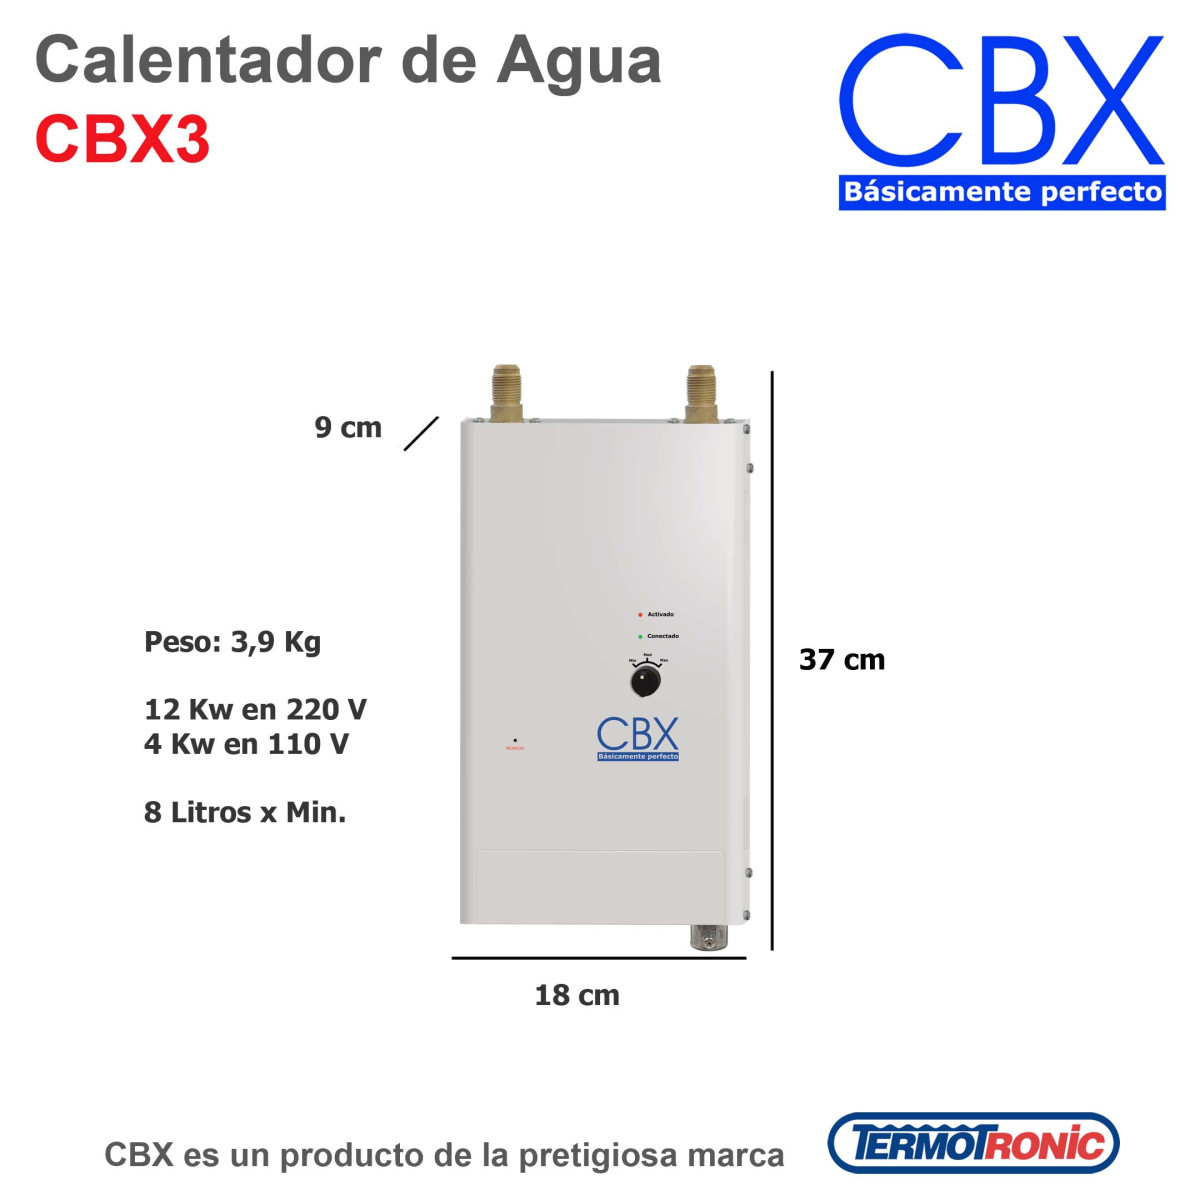 Calentador de Agua
CBX3
CBX
Básicamente perfecto
9 cm
Activado
Conectado
Min Med Max
Peso: 3,9 Kg
37 cm
12 Kw en 220 V
4 Kw en 110 V
CBX
Básicamente perfecto
8 Litros x Min.
18 cm
CBX es un producto de la pretigiosa marca
TERMOTRONIC